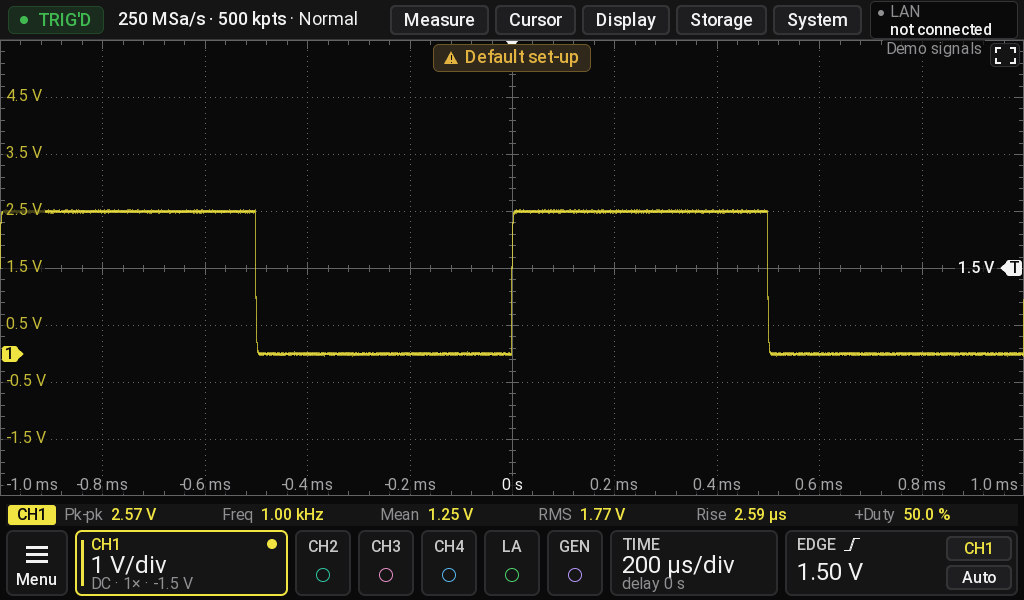 TRIG'D 250 MSa/s · 500 kpts · Normal Measure Cursor Display Storage System LAN
not connected
Demo signals
Default set-up
4.5 V
3.5 V
2.5 V
1.5 V 1.5 V T
0.5 V
1
-0.5 V
-1.5 V
-1.0 ms -0.8 ms -0.6 ms -0.4 ms -0.2 ms 0 s 0.2 ms 0.4 ms 0.6 ms 0.8 ms 1.0 ms
CH1 Pk-pk 2.57 V Freq 1.00 kHz Mean 1.25 V RMS 1.77 V Rise 2.59 µs +Duty 50.0 %
Menu
CH1
1 V/div
DC · 1× · -1.5 V
CH2 CH3 CH4 LA GEN
TIME
200 µs/div
delay 0 s
EDGE
1.50 V
CH1
Auto